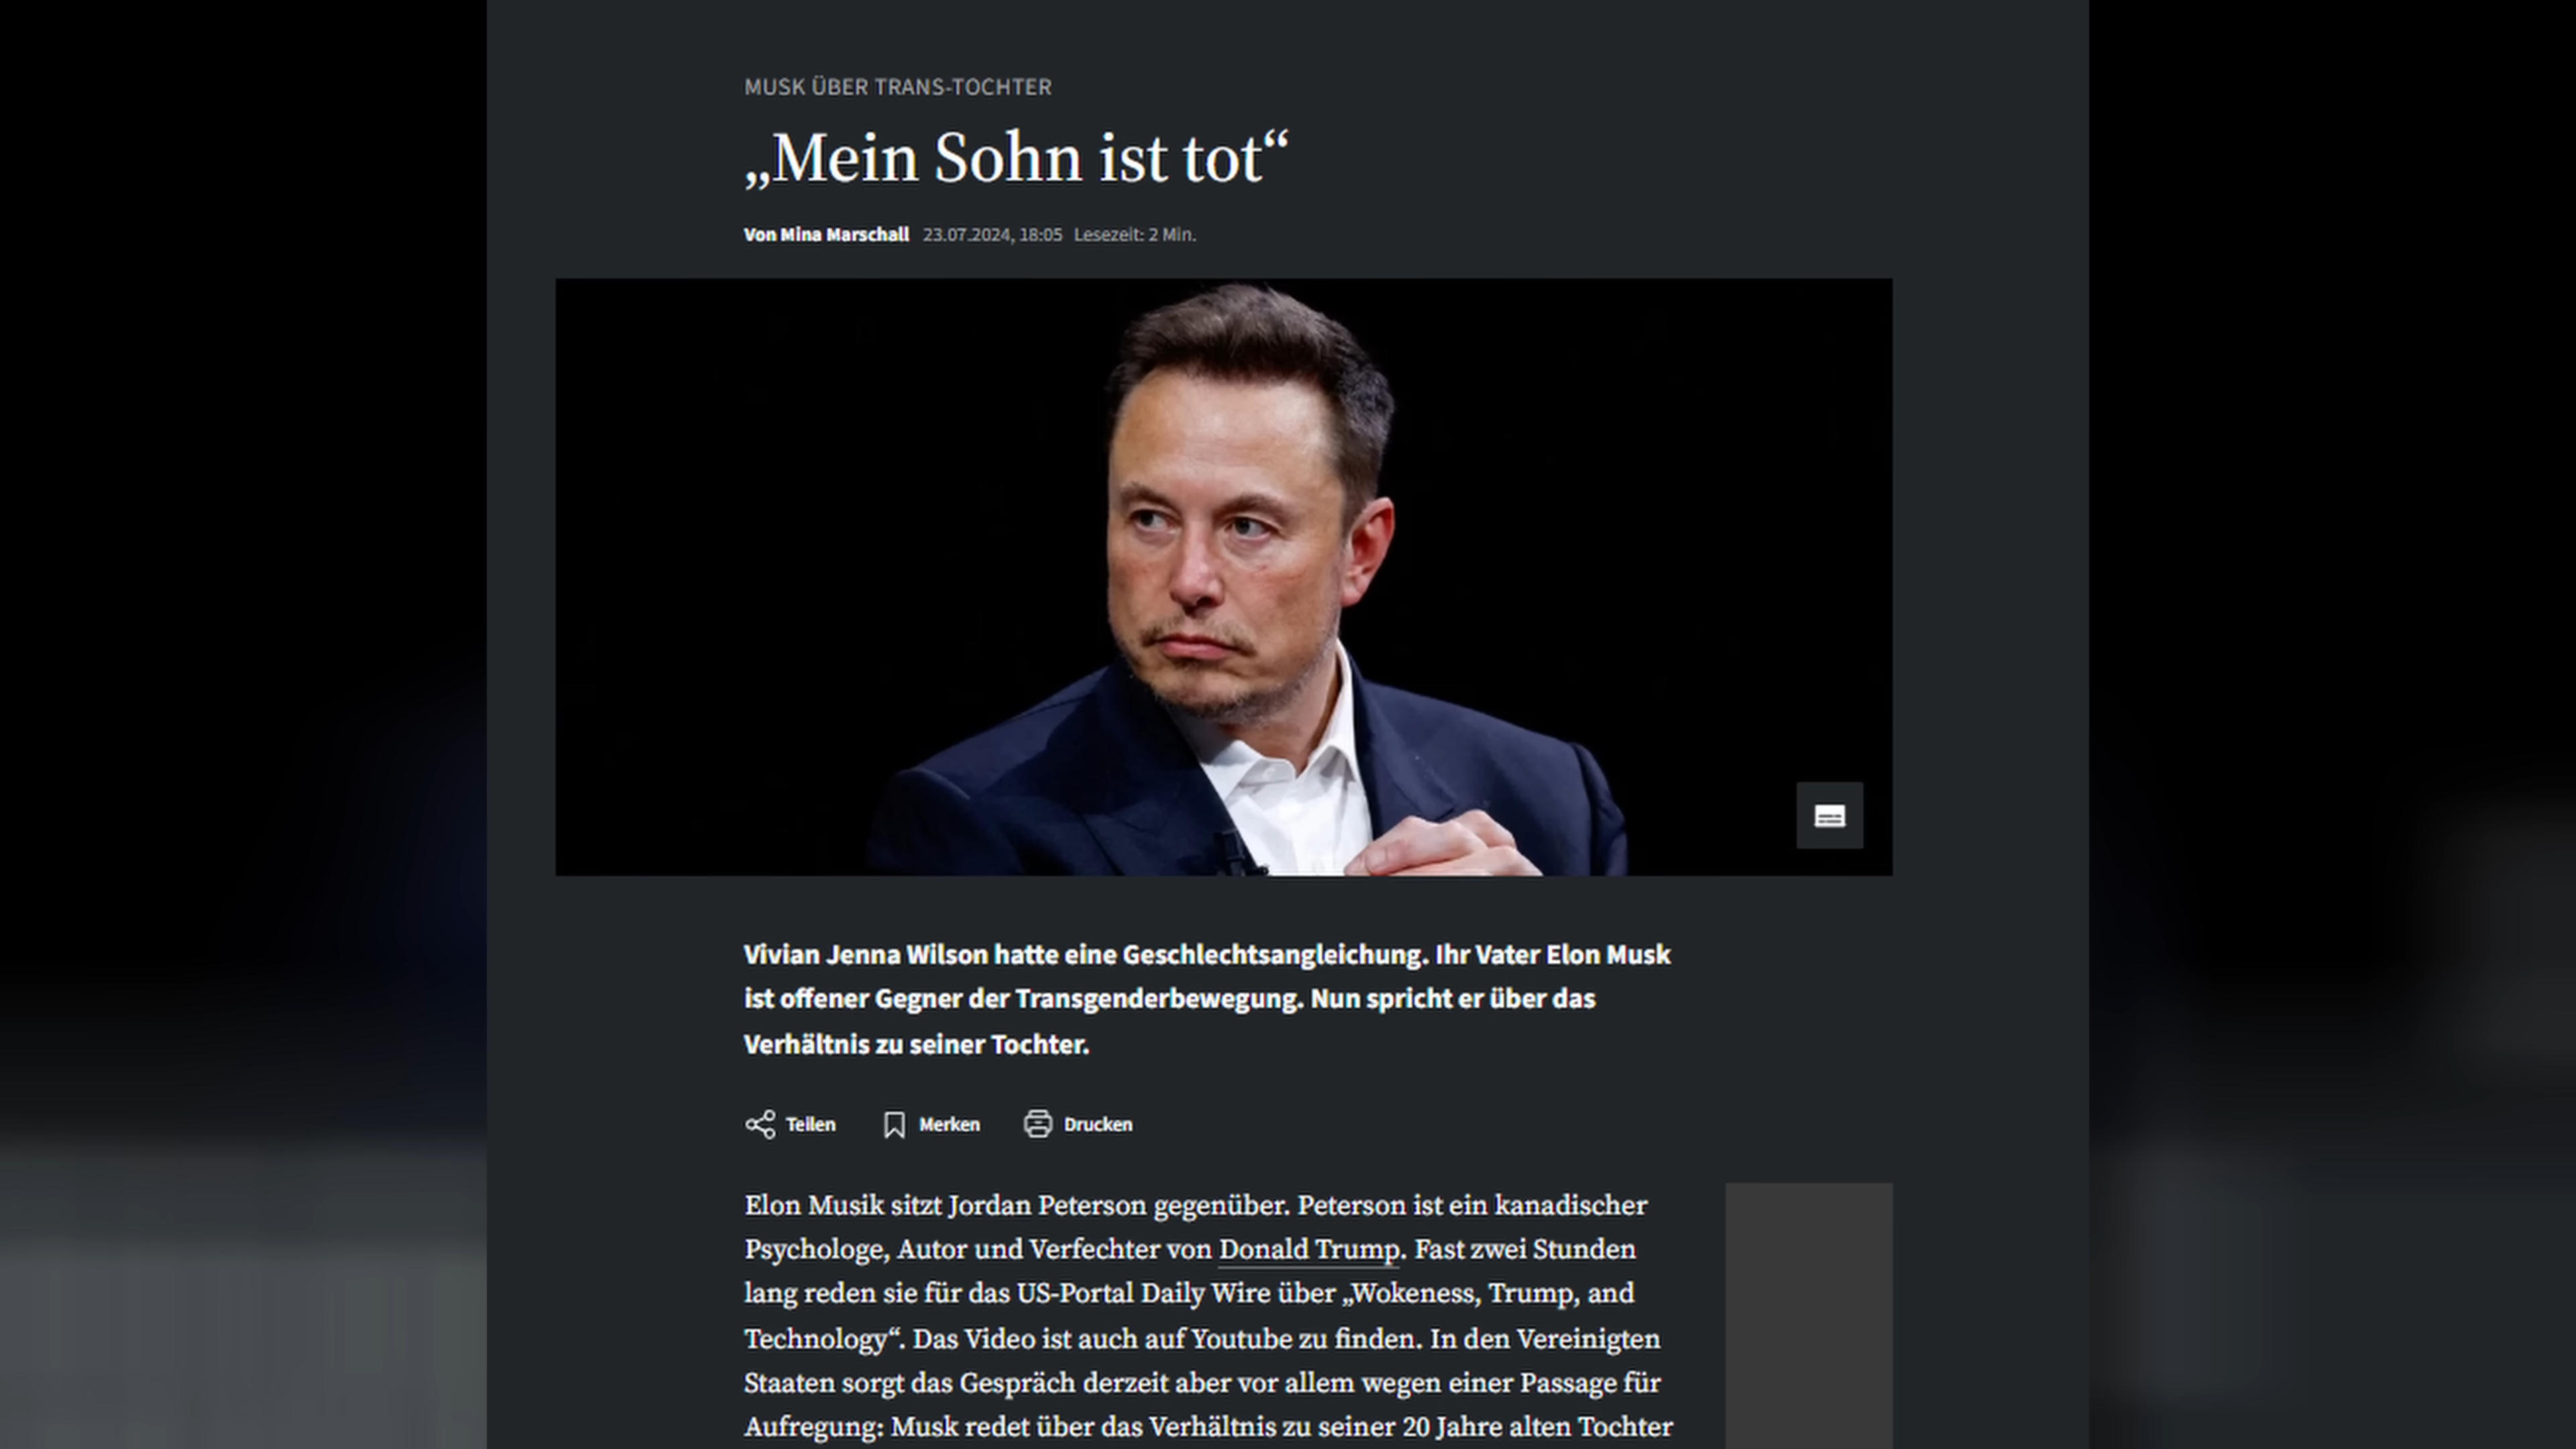 MUSK ÜBER TRANS-TOCHTER
„Mein Sohn ist tot“
Von Mina Marschall 23.07.2024, 18:05 Lesezeit: 2 Min.
Vivian Jenna Wilson hatte eine Geschlechtsangleichung. Ihr Vater Elon Musk
ist offener Gegner der Transgenderbewegung. Nun spricht er über das
Verhältnis zu seiner Tochter.
Teilen Merken Drucken
Elon Musik sitzt Jordan Peterson gegenüber. Peterson ist ein kanadischer
Psychologe, Autor und Verfechter von Donald Trump. Fast zwei Stunden
lang reden sie für das US-Portal Daily Wire über „Wokeness, Trump, and
Technology“. Das Video ist auch auf Youtube zu finden. In den Vereinigten
Staaten sorgt das Gespräch derzeit aber vor allem wegen einer Passage für
Aufregung: Musk redet über das Verhältnis zu seiner 20 Jahre alten Tochter